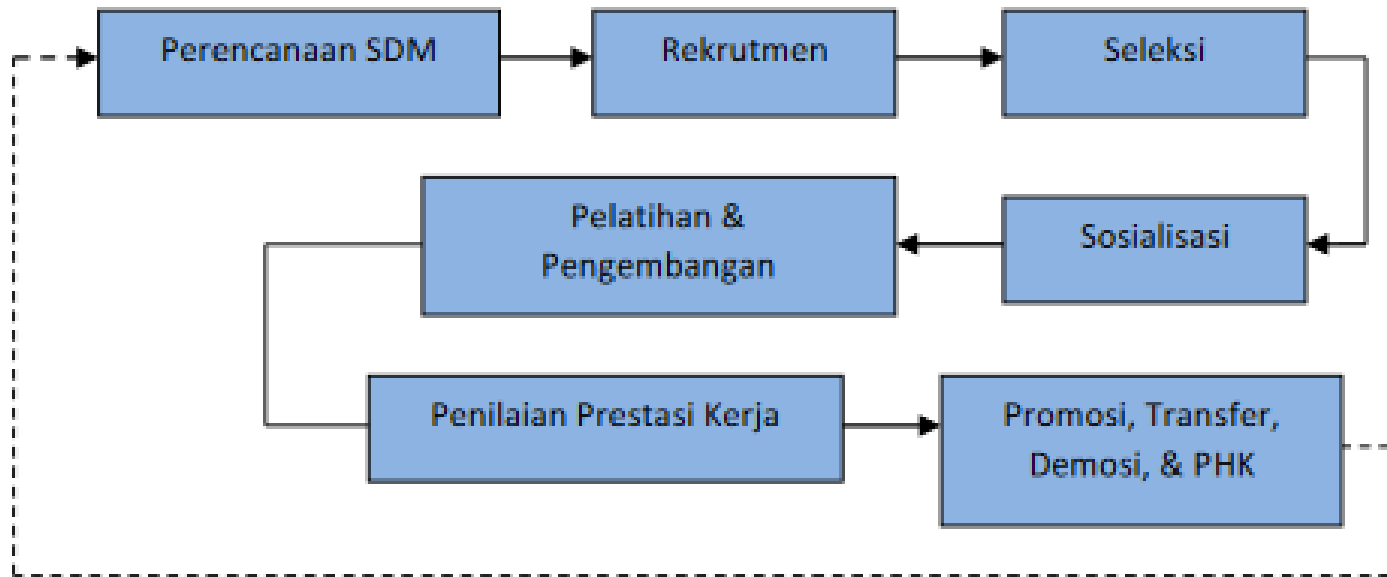 Perencanaan SDM
Rekrutmen
Seleksi
Pelatihan &
Pengembangan
Sosialisasi
Penilaian Prestasi Kerja
Promosi, Transfer,
Demosi, & PHK